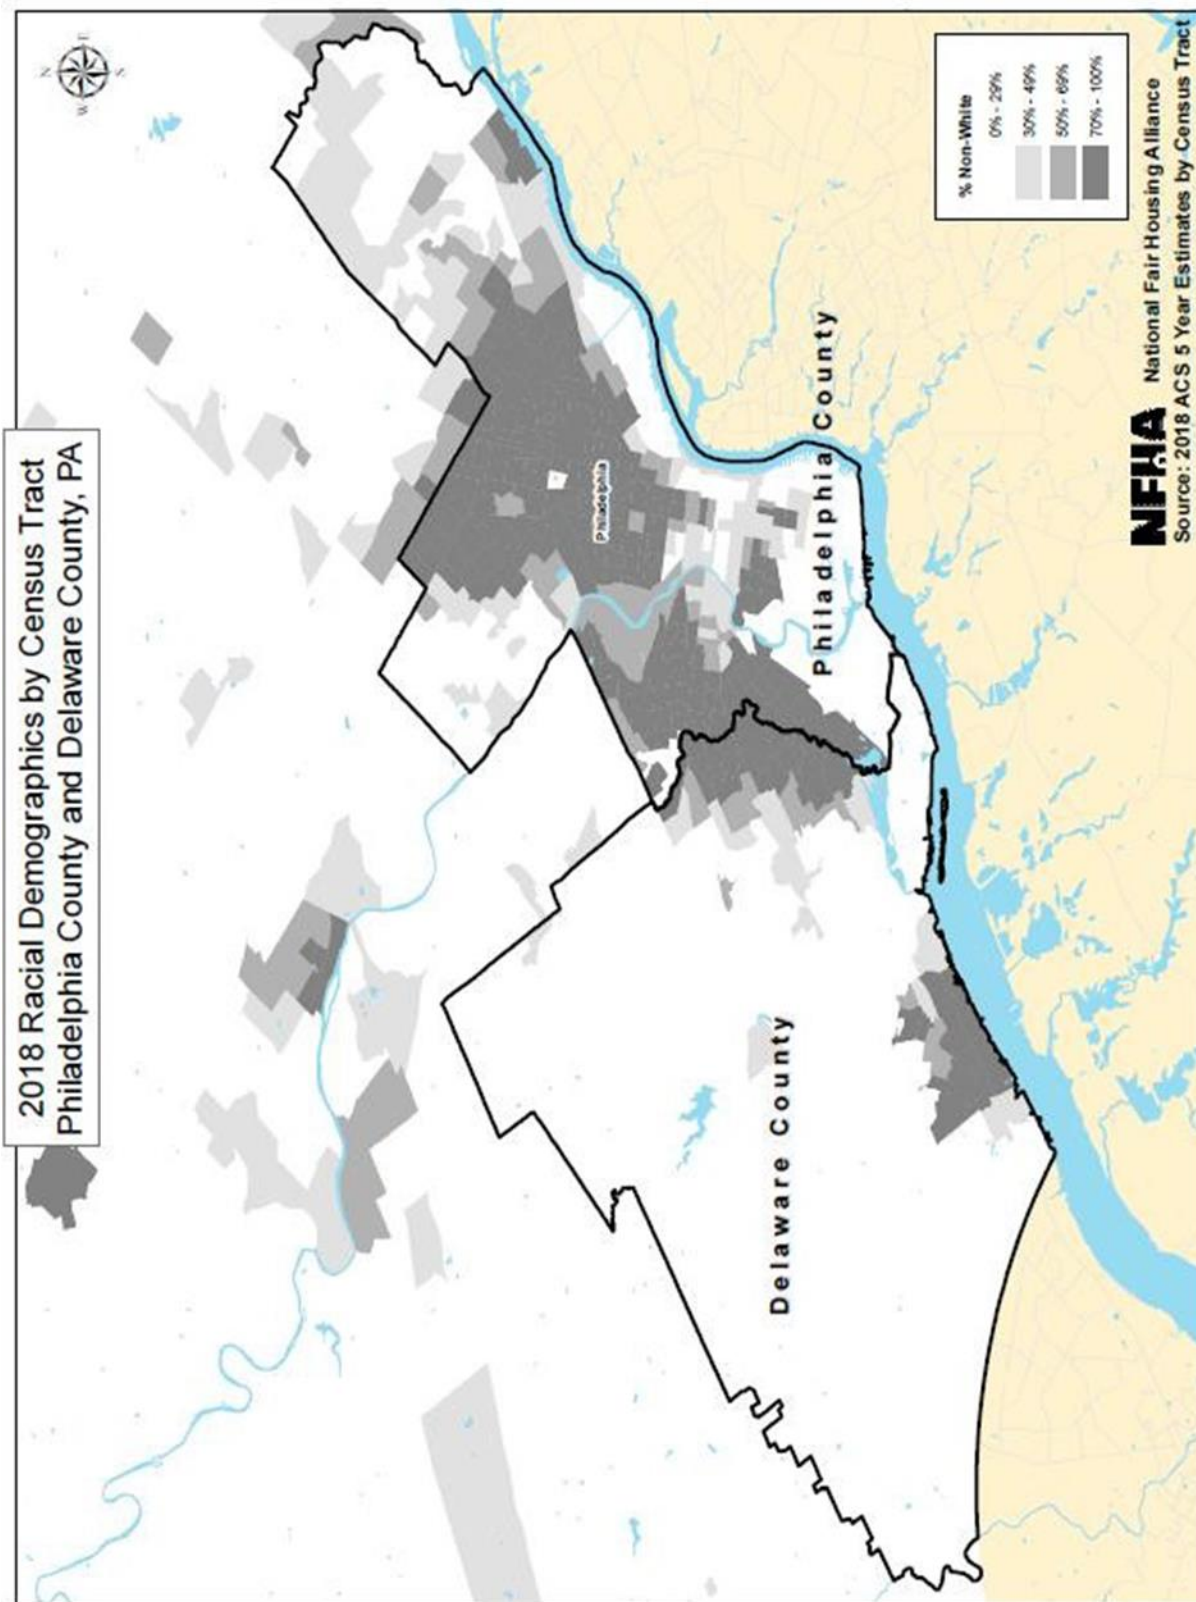 2018 Racial Demographics by Census Tract
Philadelphia County and Delaware County, PA
N
E
S
W
Philadelphia
Philadelphia County
Delaware County
% Non-White
0% - 29%
30% - 49%
50% - 69%
70% - 100%
NFHA National Fair Housing Alliance
Source: 2018 ACS 5 Year Estimates by Census Tract